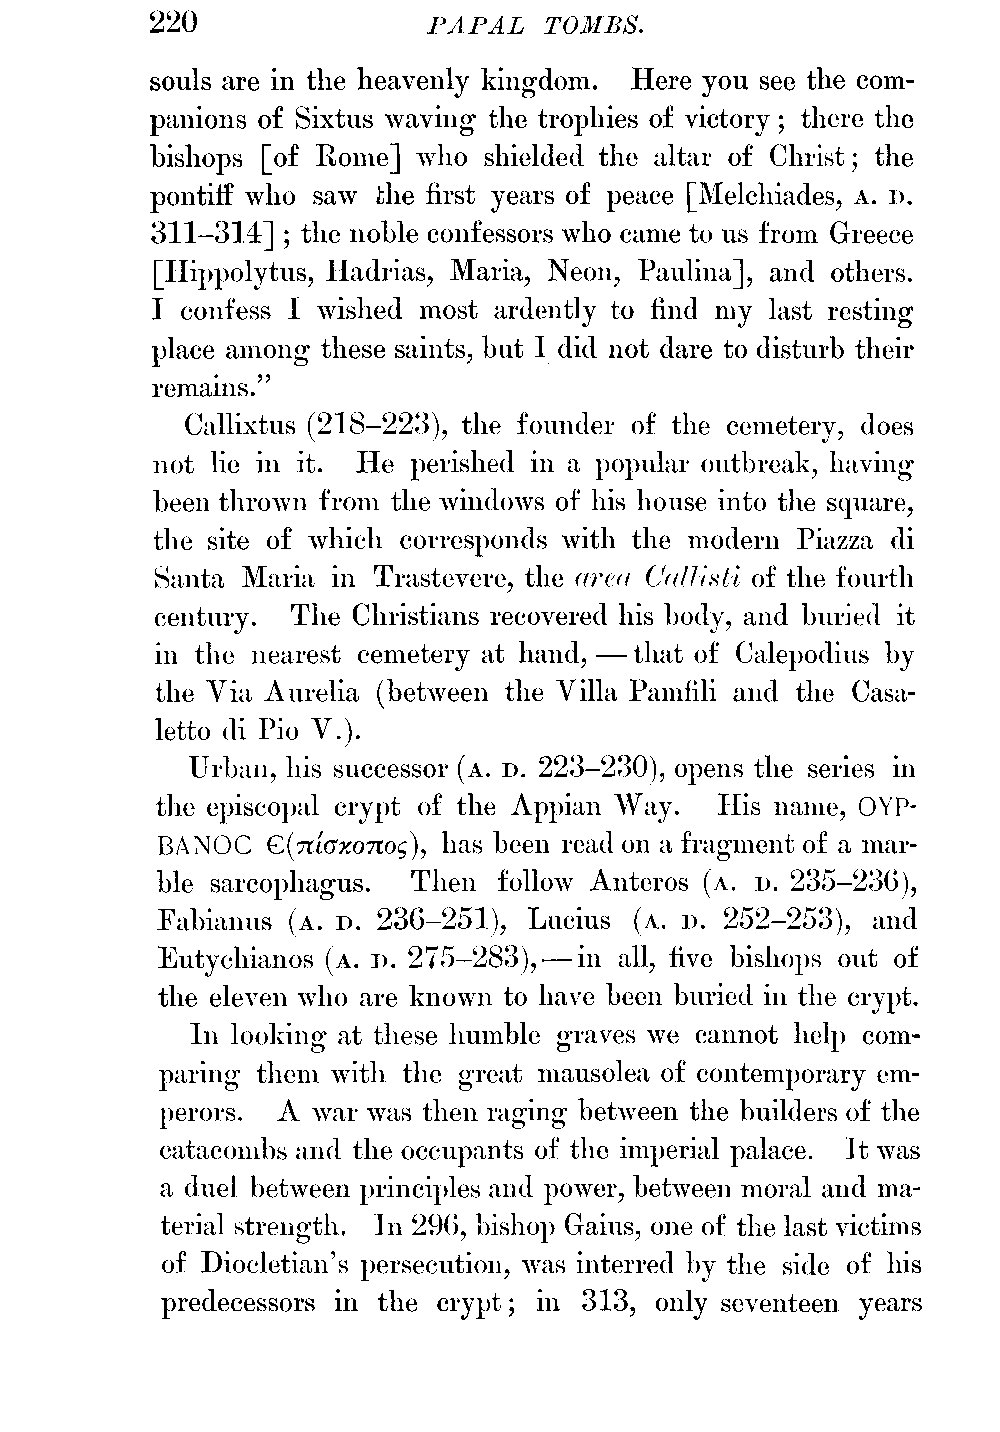 220 PAPAL TOMBS.
souls are in the heavenly kingdom. Here you see the com-
panions of Sixtus waving the trophies of victory; there the
bishops [of Rome] who shielded the altar of Christ; the
pontiff who saw the first years of peace [Melchiades, A. D.
311–314]; the noble confessors who came to us from Greece
[Hippolytus, Hadrias, Maria, Neon, Paulina], and others.
I confess I wished most ardently to find my last resting
place among these saints, but I did not dare to disturb their
remains.”
Callixtus (218–223), the founder of the cemetery, does
not lie in it. He perished in a popular outbreak, having
been thrown from the windows of his house into the square,
the site of which corresponds with the modern Piazza di
Santa Maria in Trastevere, the area Callisti of the fourth
century. The Christians recovered his body, and buried it
in the nearest cemetery at hand, — that of Calepodius by
the Via Aurelia (between the Villa Pamfili and the Casa-
letto di Pio V.).
Urban, his successor (A. D. 223–230), opens the series in
the episcopal crypt of the Appian Way. His name, ΟΥΡ-
ΒΑΝΟC Є(πίσκοπος), has been read on a fragment of a mar-
ble sarcophagus. Then follow Anteros (A. D. 235–236),
Fabianus (A. D. 236–251), Lucius (A. D. 252–253), and
Eutychianos (A. D. 275–283), — in all, five bishops out of
the eleven who are known to have been buried in the crypt.
In looking at these humble graves we cannot help com-
paring them with the great mausolea of contemporary em-
perors. A war was then raging between the builders of the
catacombs and the occupants of the imperial palace. It was
a duel between principles and power, between moral and ma-
terial strength. In 296, bishop Gaius, one of the last victims
of Diocletian’s persecution, was interred by the side of his
predecessors in the crypt; in 313, only seventeen years